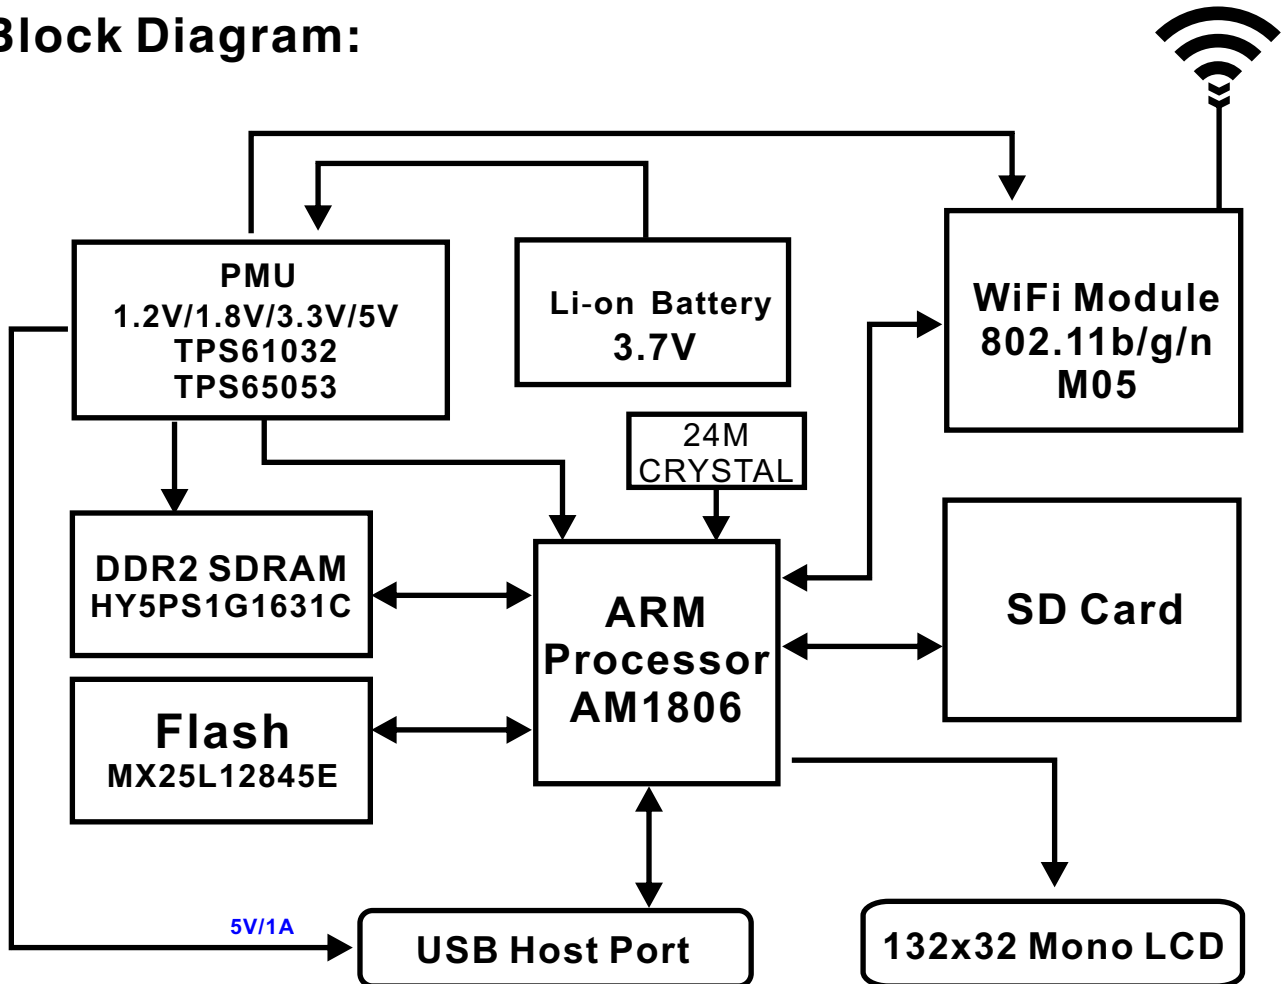 Block Diagram:
PMU
1.2V/1.8V/3.3V/5V
TPS61032
TPS65053
Li-on Battery
3.7V
WiFi Module
802.11b/g/n
M05
24M
CRYSTAL
DDR2 SDRAM
HY5PS1G1631C
ARM
Processor
AM1806
SD Card
Flash
MX25L12845E
5V/1A
USB Host Port
132x32 Mono LCD